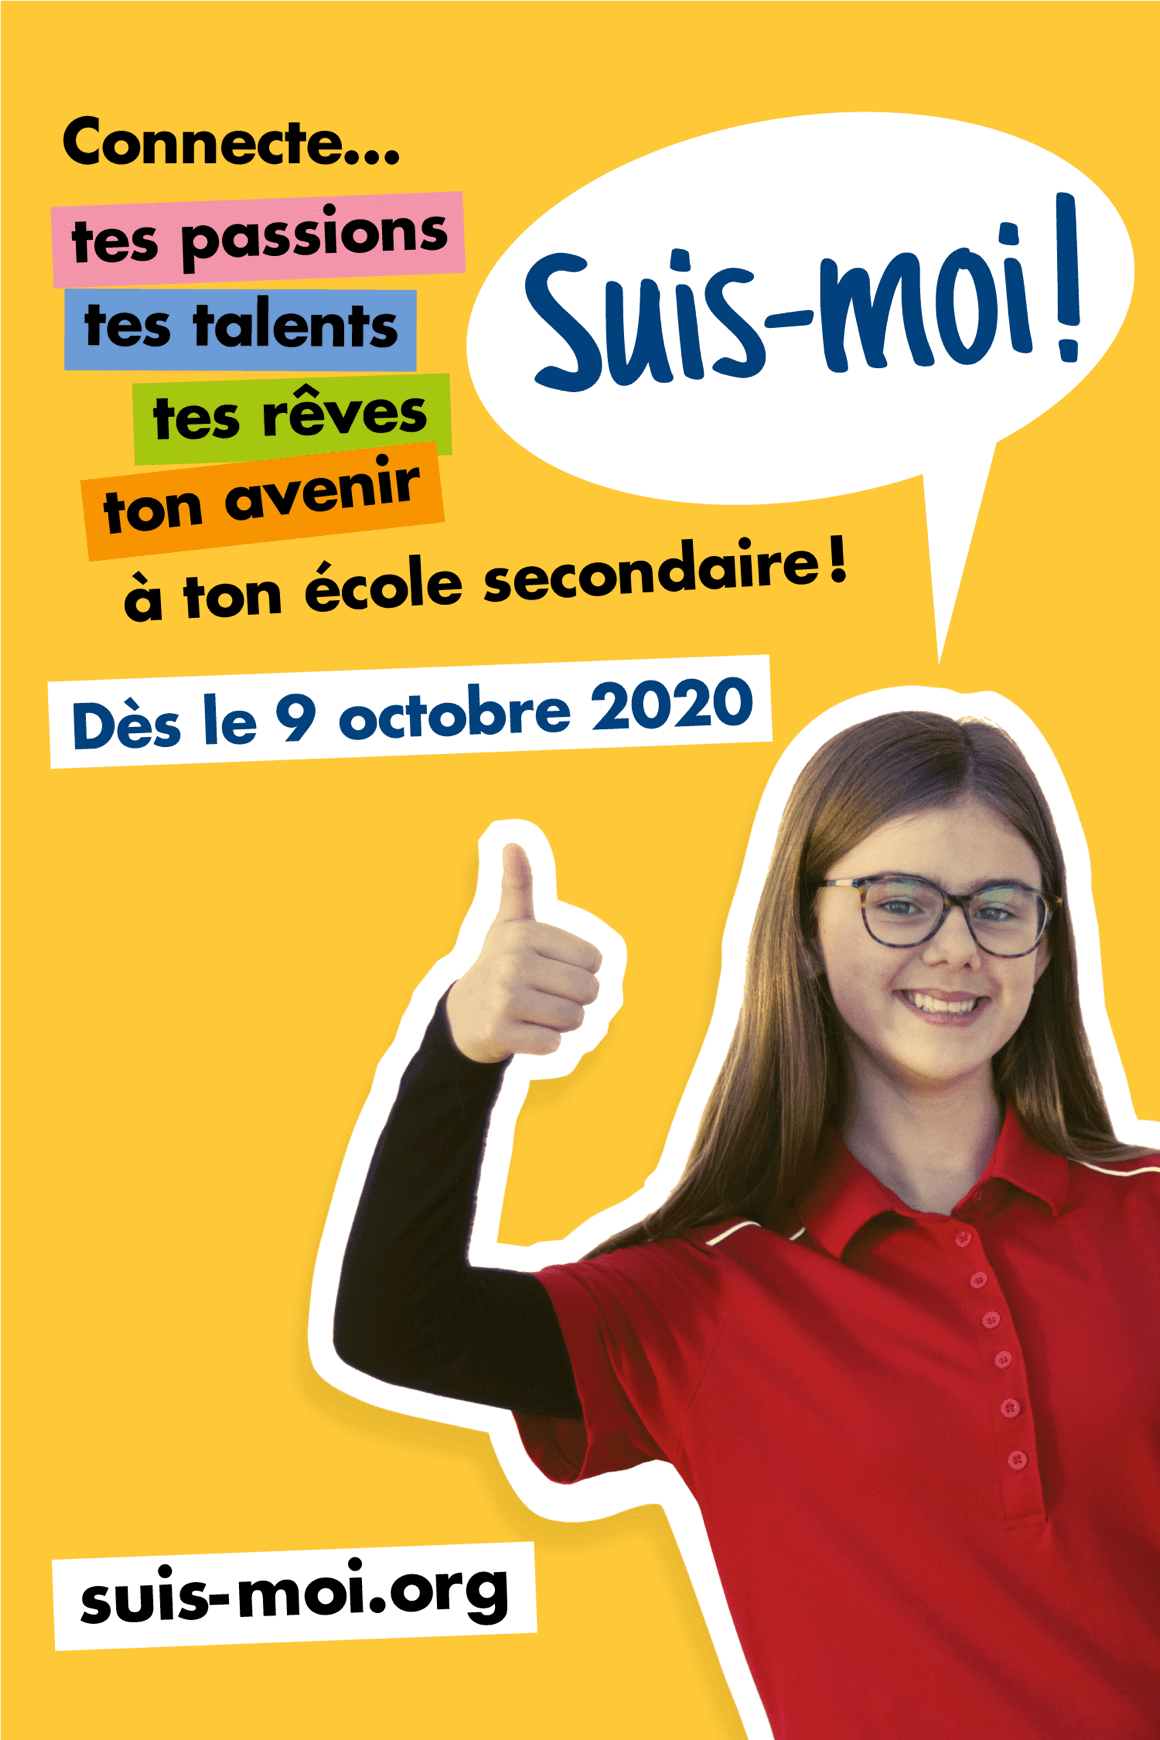 Connecte...
tes passions
tes talents
tes rêves
ton avenir
à ton école secondaire !
Suis-moi !
Dès le 9 octobre 2020
suis-moi.org